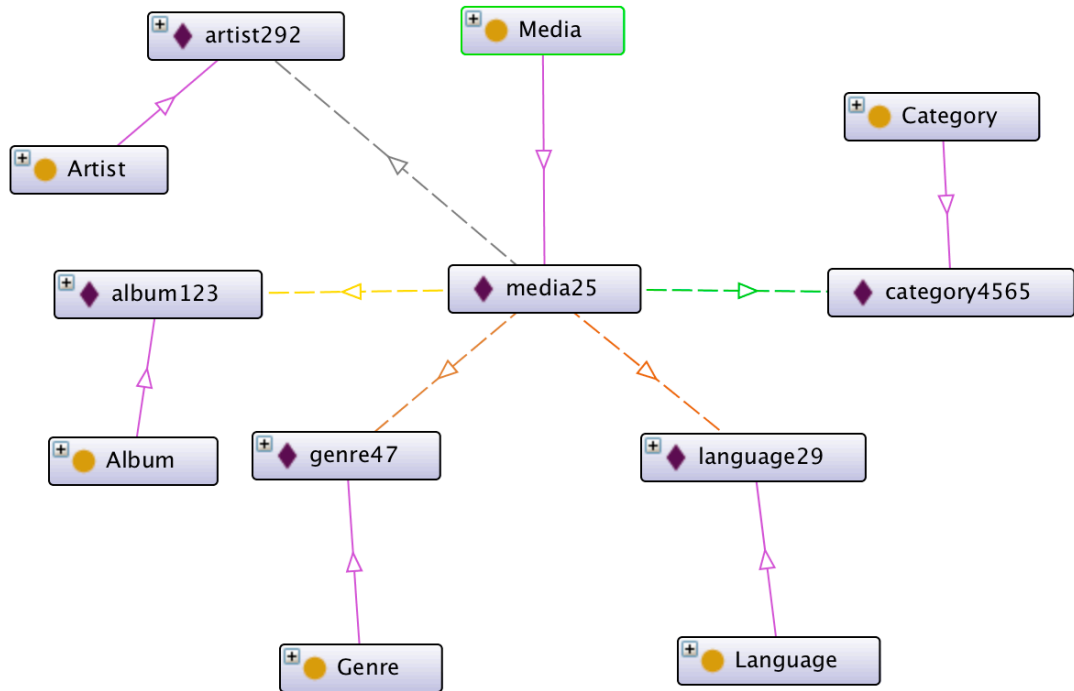 artist292
Media
Category
Artist
album123
media25
category4565
Album
genre47
language29
Genre
Language